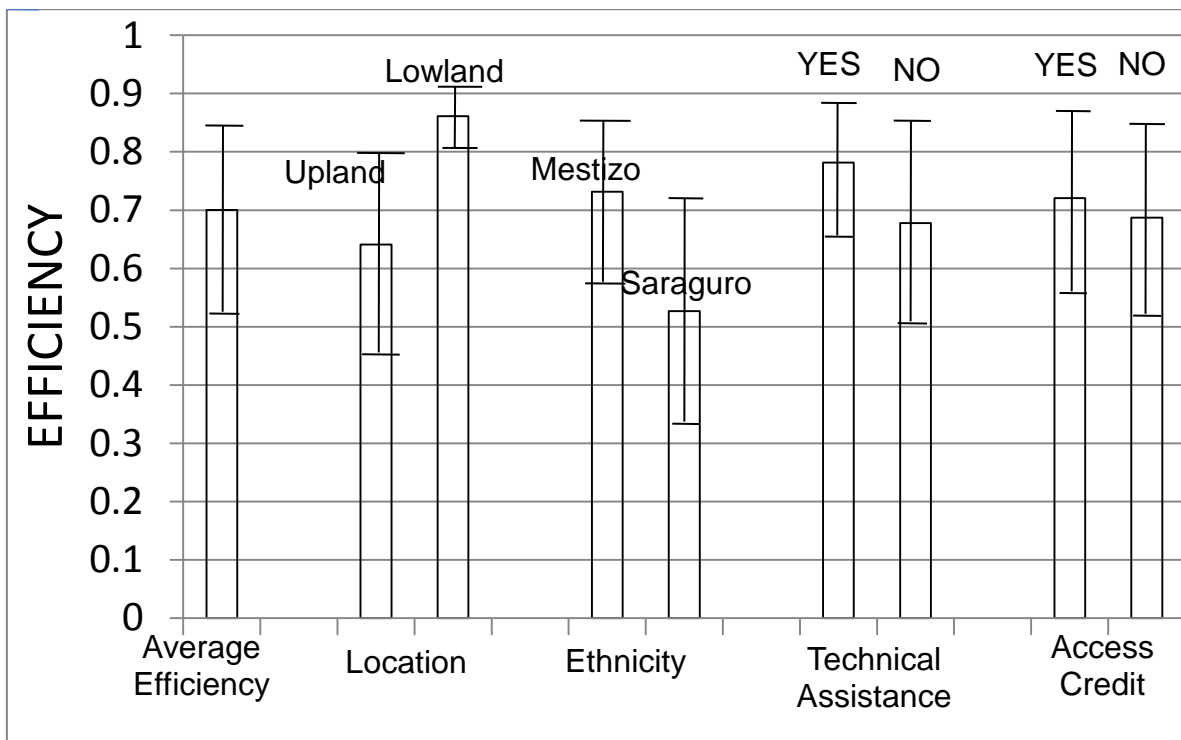 EFFICIENCY
1
0.9
0.8
0.7
0.6
0.5
0.4
0.3
0.2
0.1
0
Upland
Lowland
Mestizo
Saraguro
YES
NO
YES
NO
Average
Efficiency
Location
Ethnicity
Technical
Assistance
Access
Credit